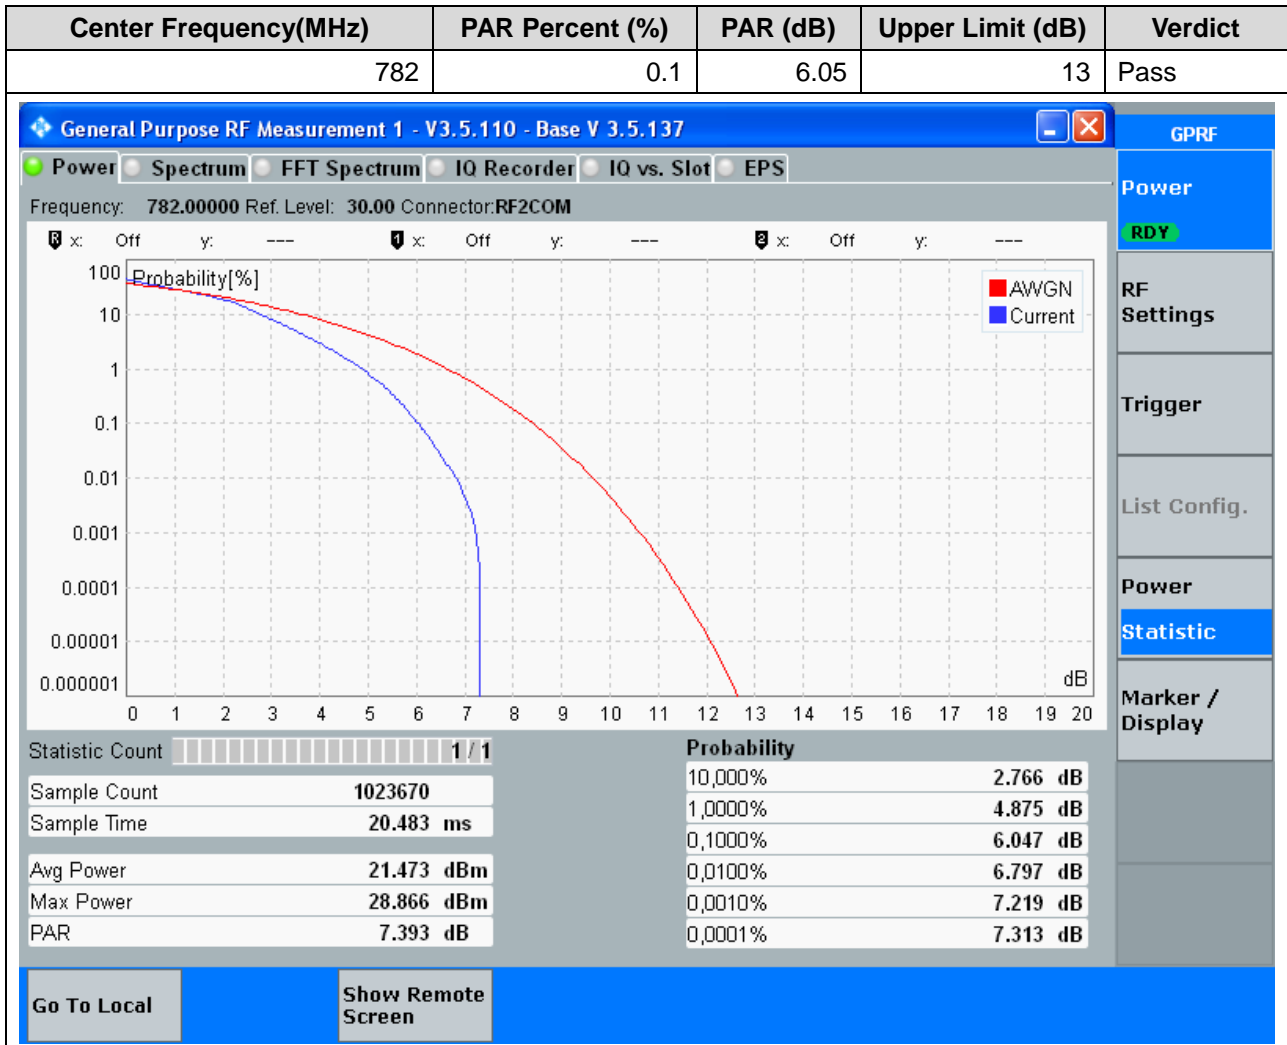 Center Frequency(MHz) PAR Percent (%) PAR (dB) Upper Limit (dB) Verdict
782 0.1 6.05 13 Pass
General Purpose RF Measurement 1 - V3.5.110 - Base V 3.5.137
GPRF
Power Spectrum FFT Spectrum IQ Recorder IQ vs. Slot EPS
Power
RDY
Frequency: 782.00000 Ref. Level: 30.00 Connector:RF2COM
R x: Off y: --- 1 x: Off y: --- 2 x: Off y: ---
Probability[%]
AWGN
Current
100
10
1
0.1
0.01
0.001
0.0001
0.00001
0.000001
dB
0 1 2 3 4 5 6 7 8 9 10 11 12 13 14 15 16 17 18 19 20
RF
Settings
Trigger
List Config.
Power
Statistic
Marker /
Display
Statistic Count 1 / 1
Sample Count 1023670
Sample Time 20.483 ms
Avg Power 21.473 dBm
Max Power 28.866 dBm
PAR 7.393 dB
Probability
10,000% 2.766 dB
1,0000% 4.875 dB
0,1000% 6.047 dB
0,0100% 6.797 dB
0,0010% 7.219 dB
0,0001% 7.313 dB
Go To Local
Show Remote
Screen